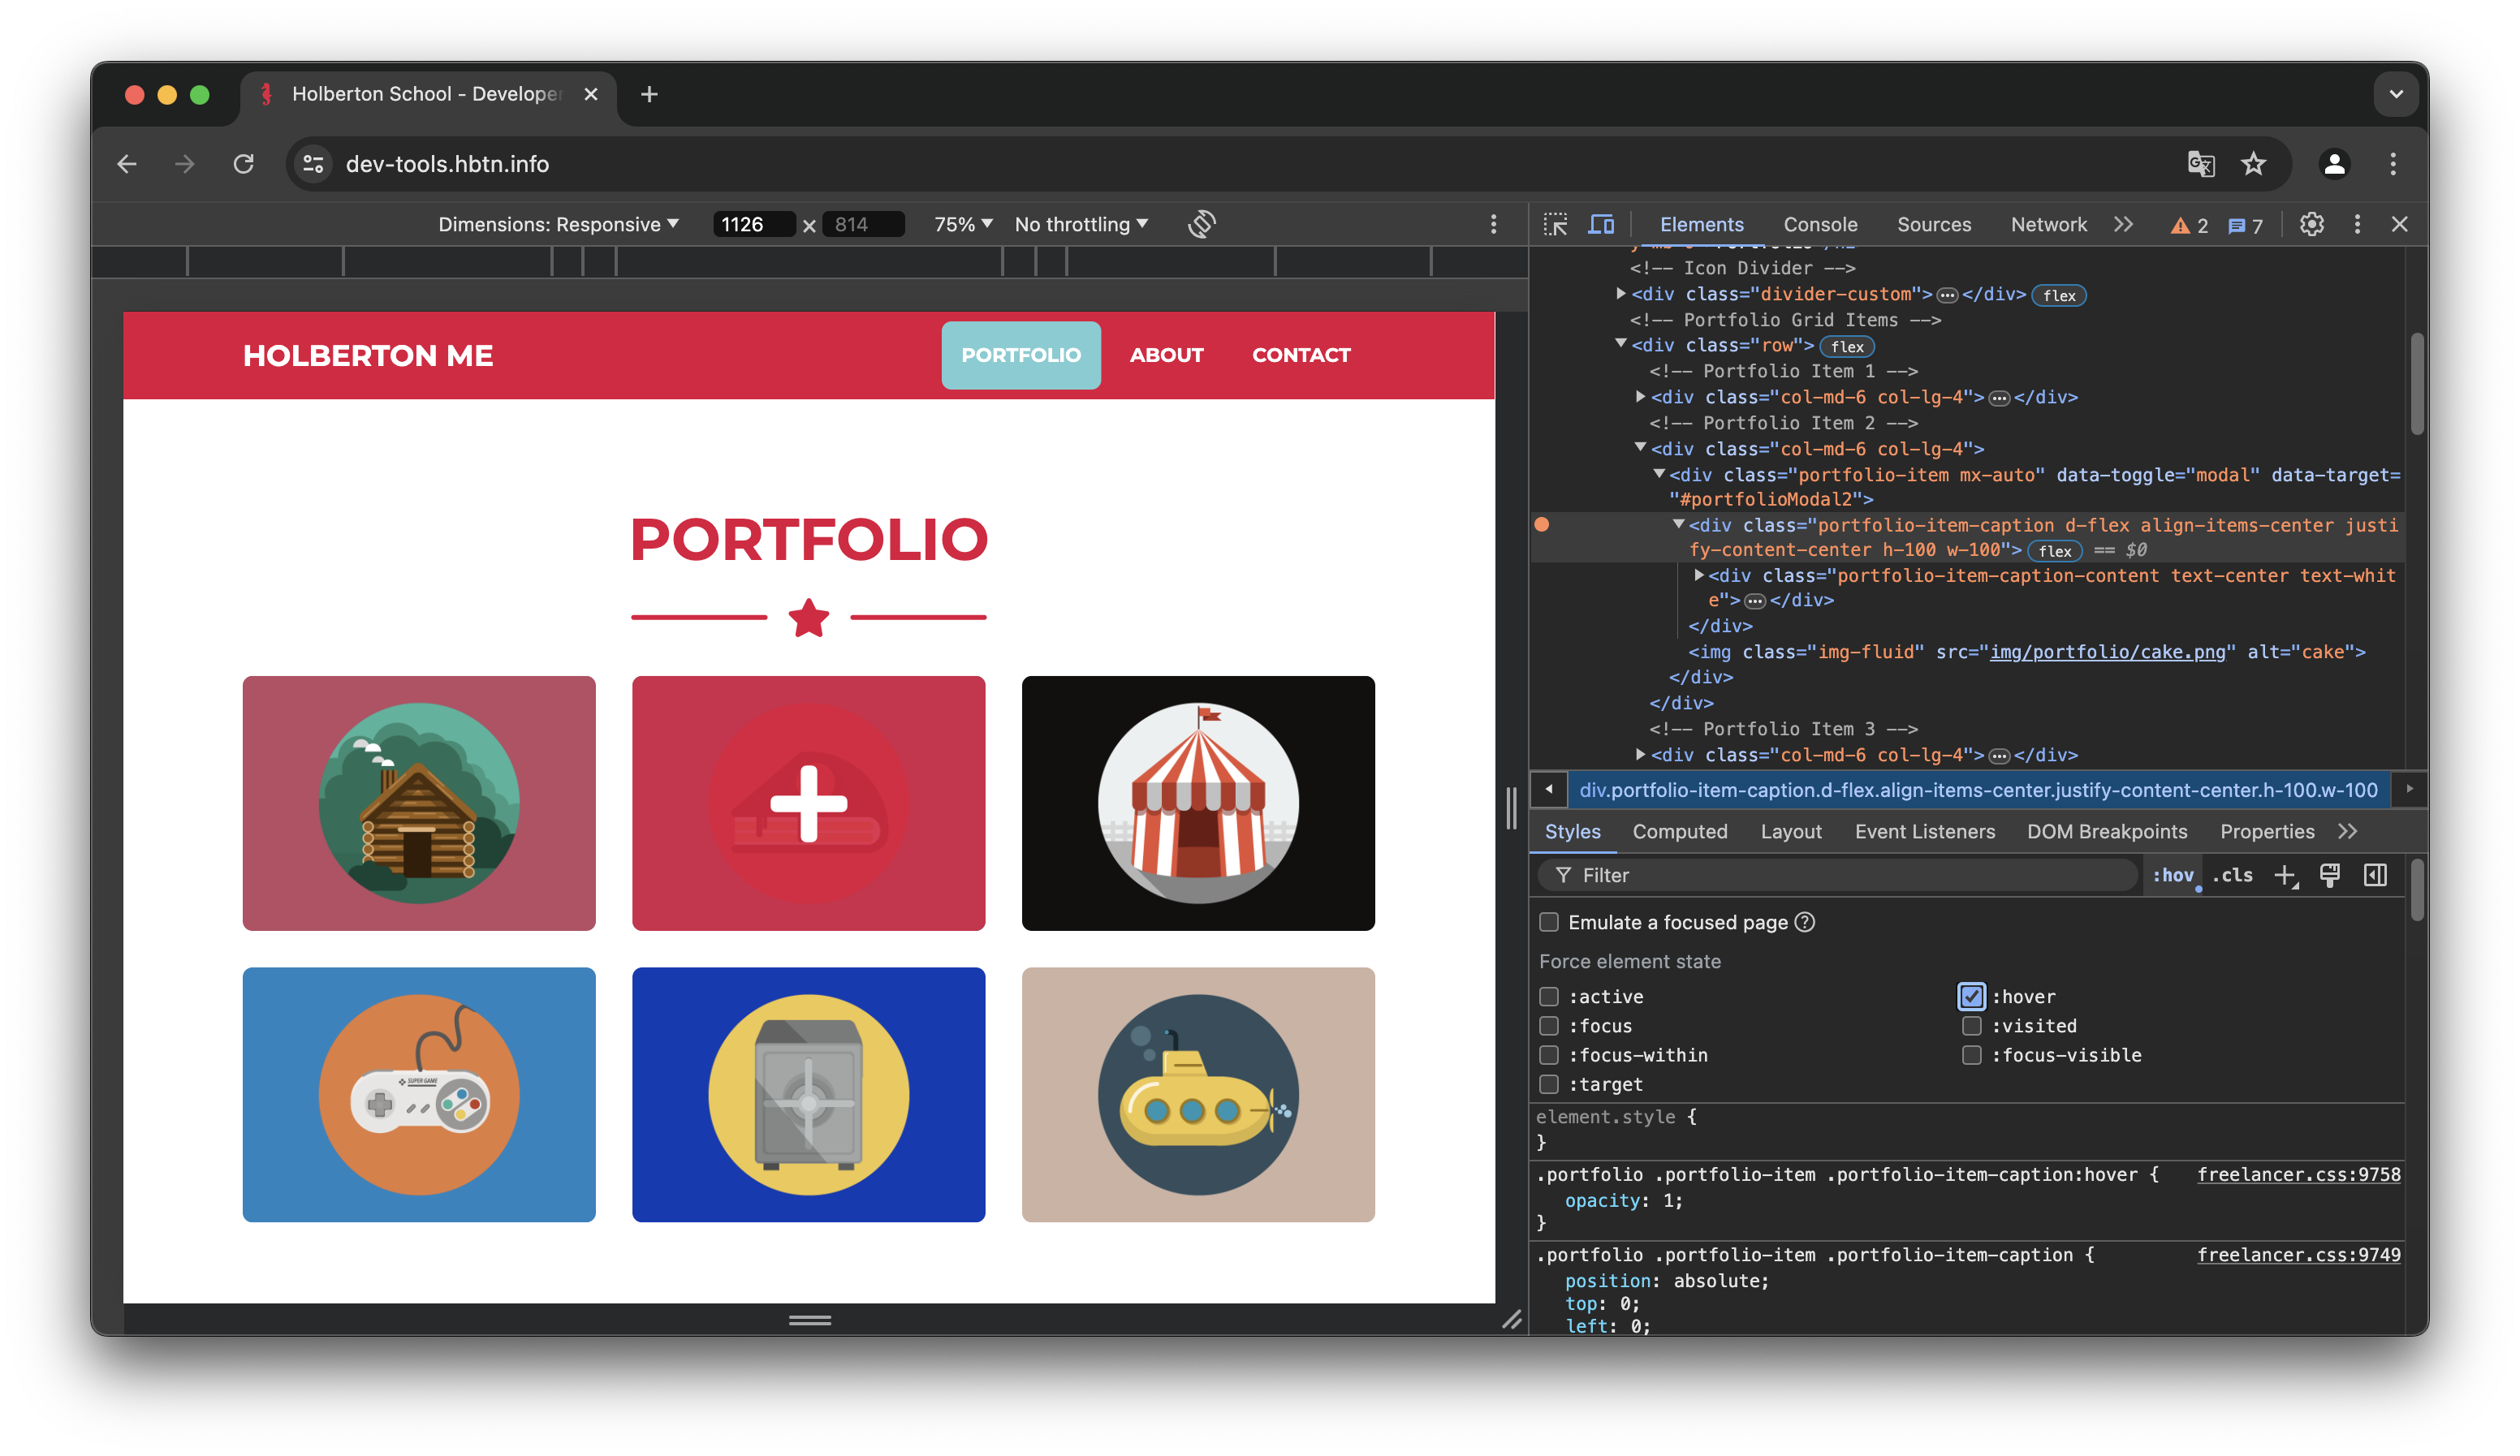 Holberton School - Developer
dev-tools.hbtn.info
Dimensions: Responsive
1126 × 814
75%
No throttling
HOLBERTON ME
PORTFOLIO
ABOUT
CONTACT
PORTFOLIO
SUPER GAME
Elements
Console
Sources
Network
2
7
<!-- Icon Divider -->
<div class="divider-custom">…</div> flex
<!-- Portfolio Grid Items -->
<div class="row"> flex
<!-- Portfolio Item 1 -->
<div class="col-md-6 col-lg-4">…</div>
<!-- Portfolio Item 2 -->
<div class="col-md-6 col-lg-4">
<div class="portfolio-item mx-auto" data-toggle="modal" data-target=
"#portfolioModal2">
<div class="portfolio-item-caption d-flex align-items-center justi
fy-content-center h-100 w-100"> flex == $0
<div class="portfolio-item-caption-content text-center text-whit
e">…</div>
</div>
<img class="img-fluid" src="img/portfolio/cake.png" alt="cake">
</div>
</div>
<!-- Portfolio Item 3 -->
<div class="col-md-6 col-lg-4">…</div>
div.portfolio-item-caption.d-flex.align-items-center.justify-content-center.h-100.w-100
Styles
Computed
Layout
Event Listeners
DOM Breakpoints
Properties
Filter
:hov
.cls
Emulate a focused page
Force element state
:active
:hover
:focus
:visited
:focus-within
:focus-visible
:target
element.style {
}
.portfolio .portfolio-item .portfolio-item-caption:hover { freelancer.css:9758
opacity: 1;
}
.portfolio .portfolio-item .portfolio-item-caption { freelancer.css:9749
position: absolute;
top: 0;
left: 0;